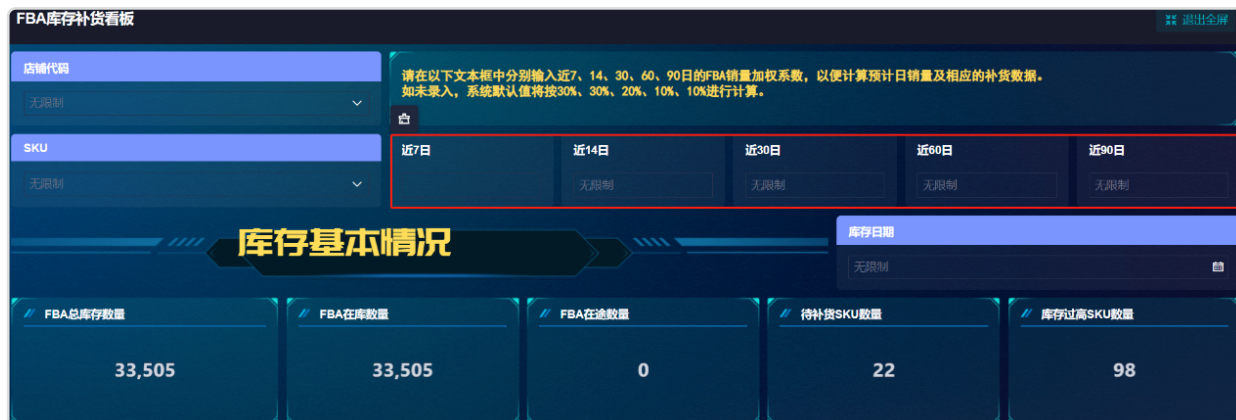 FBA库存补货看板
退出全屏
店铺代码
无限制
请在以下文本框中分别输入近7、14、30、60、90日的FBA销量加权系数，以便计算预计日销量及相应的补货数据。
如未录入，系统默认值将按30%、30%、20%、10%、10%进行计算。
SKU
无限制
近7日
近14日
近30日
近60日
近90日
无限制
无限制
无限制
无限制
库存基本情况
库存日期
无限制
FBA总库存数量
FBA在库数量
FBA在途数量
待补货SKU数量
库存过高SKU数量
33,505
33,505
0
22
98